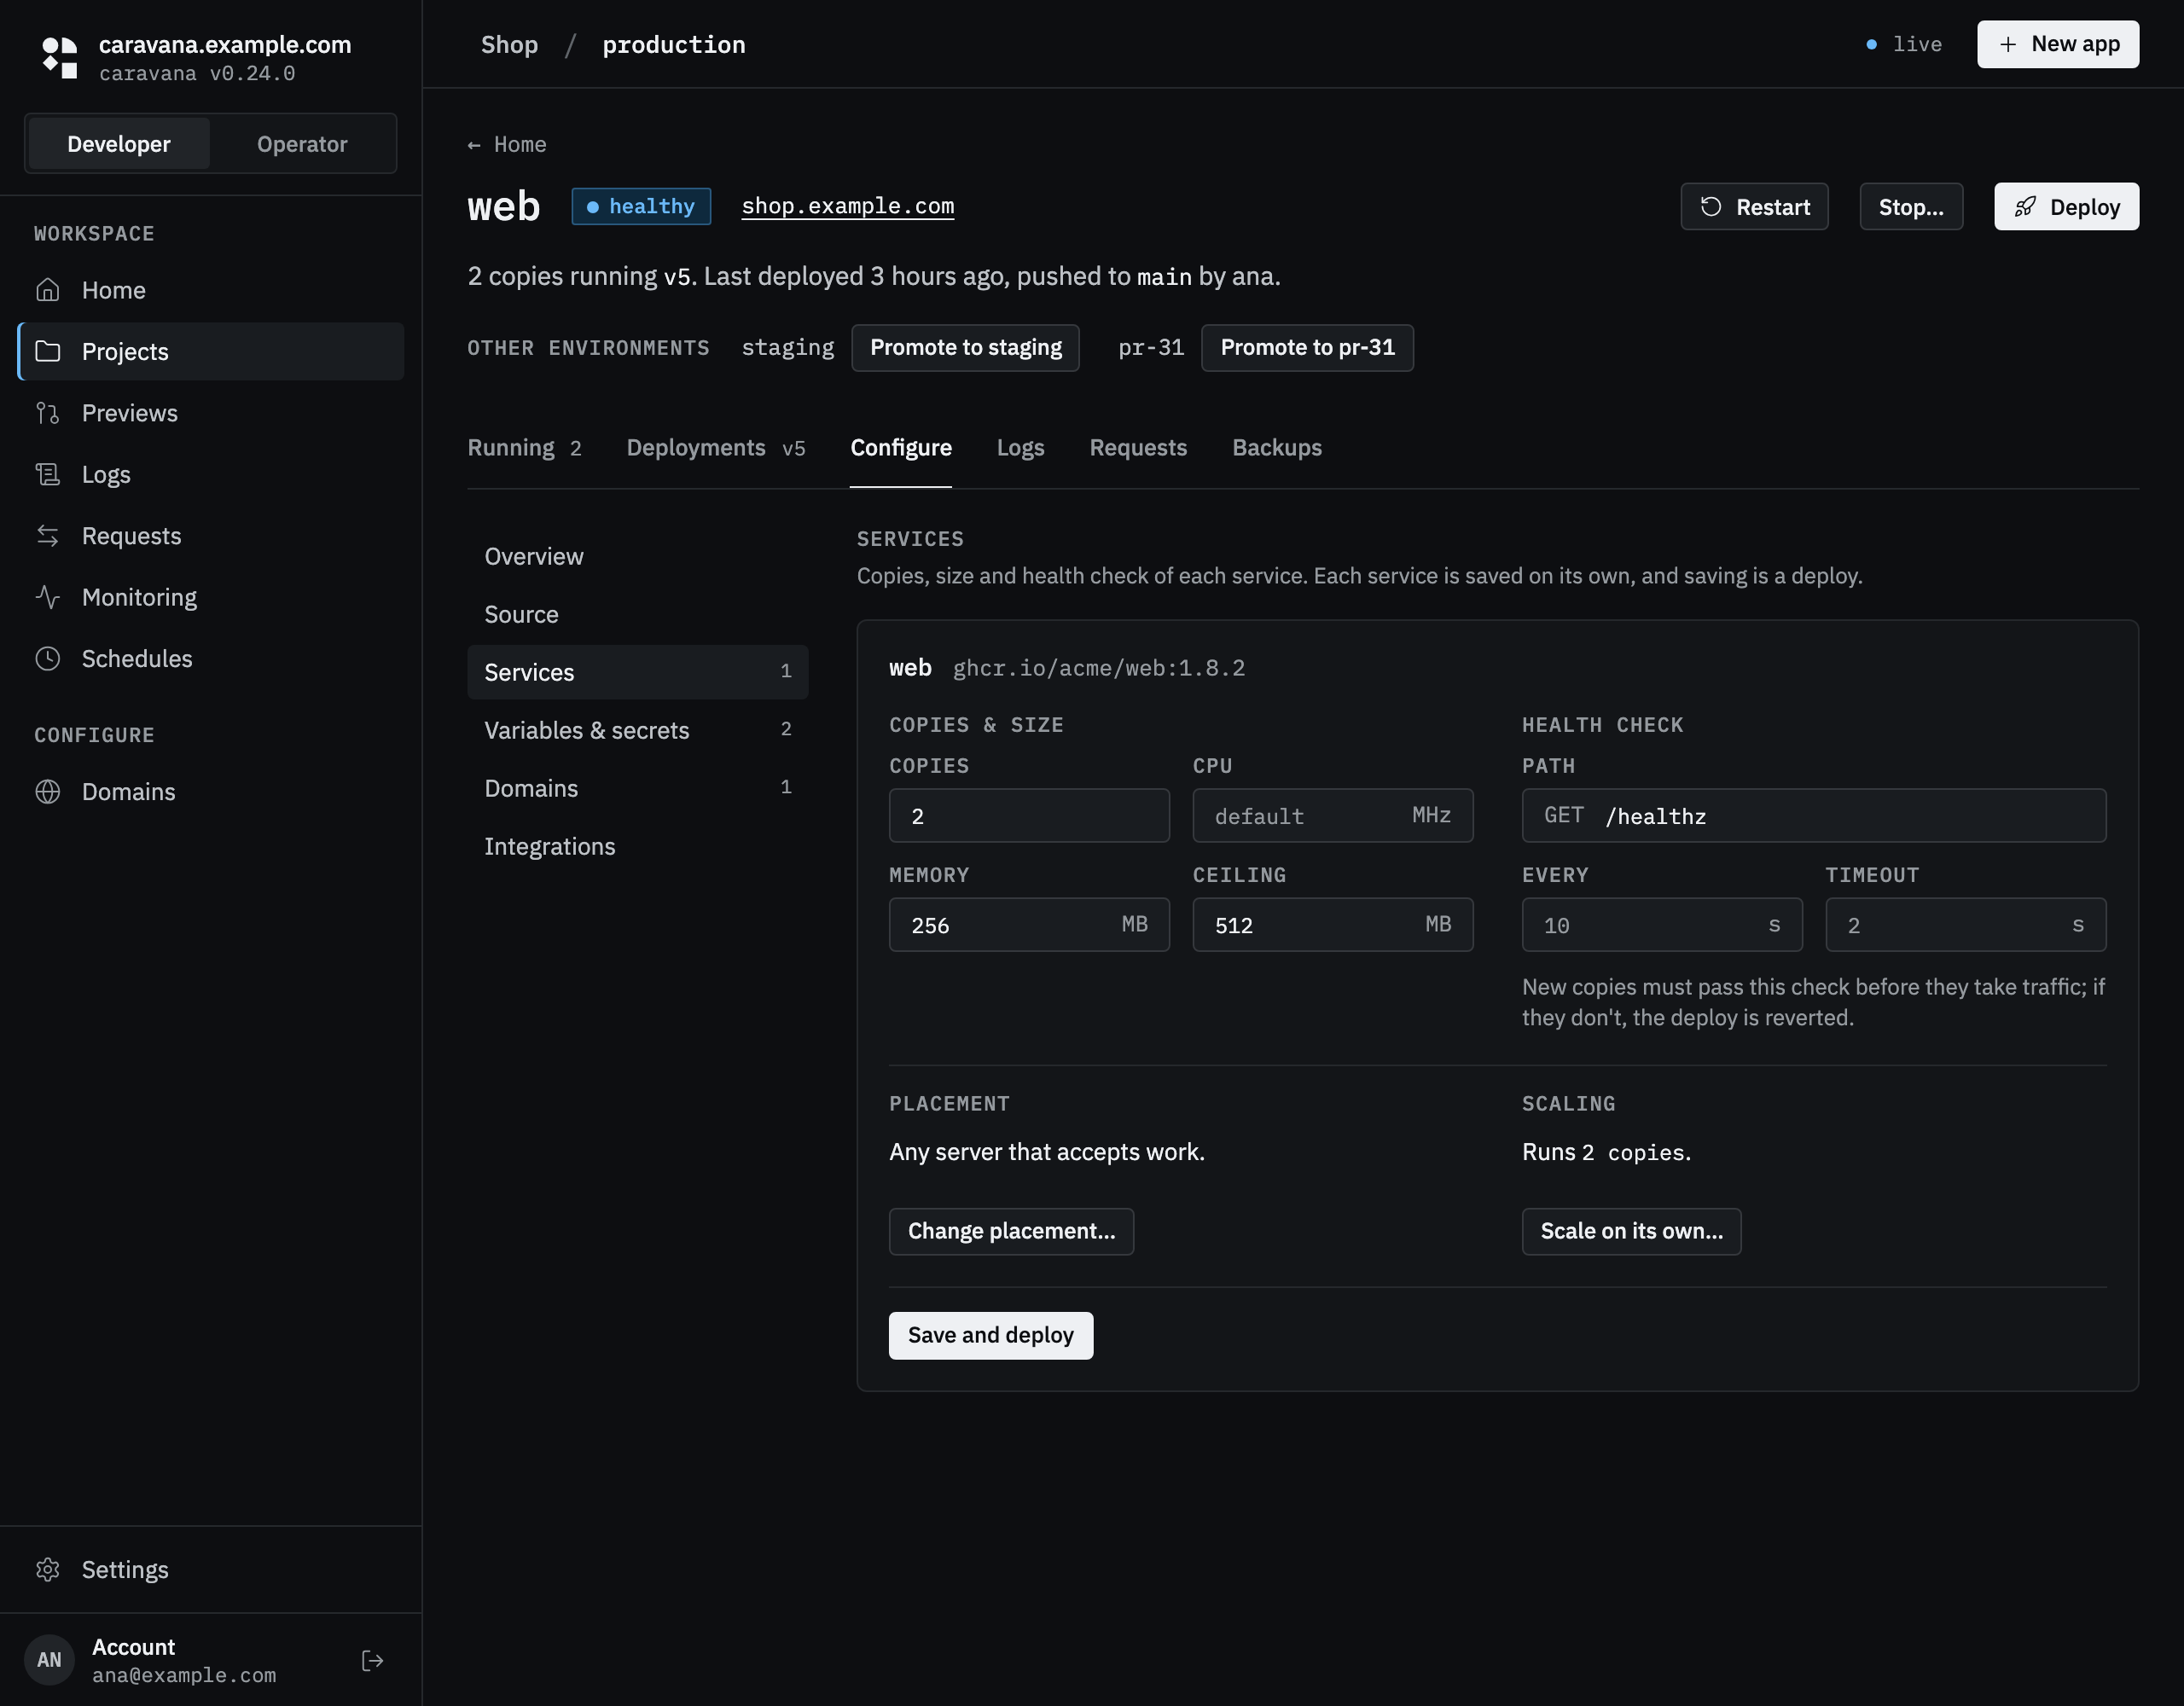 caravana.example.com
caravana v0.24.0
Developer Operator
WORKSPACE
Home
Projects
Previews
Logs
Requests
Monitoring
Schedules
CONFIGURE
Domains
Settings
AN
Account
ana@example.com
Shop / production
live
+ New app
← Home
web healthy shop.example.com
Restart Stop... Deploy
2 copies running v5. Last deployed 3 hours ago, pushed to main by ana.
OTHER ENVIRONMENTS staging Promote to staging pr-31 Promote to pr-31
Running 2 Deployments v5 Configure Logs Requests Backups
Overview
Source
Services 1
Variables & secrets 2
Domains 1
Integrations
SERVICES
Copies, size and health check of each service. Each service is saved on its own, and saving is a deploy.
web ghcr.io/acme/web:1.8.2
COPIES & SIZE
COPIES CPU
2 default MHz
MEMORY CEILING
256 MB 512 MB
HEALTH CHECK
PATH
GET /healthz
EVERY TIMEOUT
10 s 2 s
New copies must pass this check before they take traffic; if
they don't, the deploy is reverted.
PLACEMENT
Any server that accepts work.
Change placement...
SCALING
Runs 2 copies.
Scale on its own...
Save and deploy